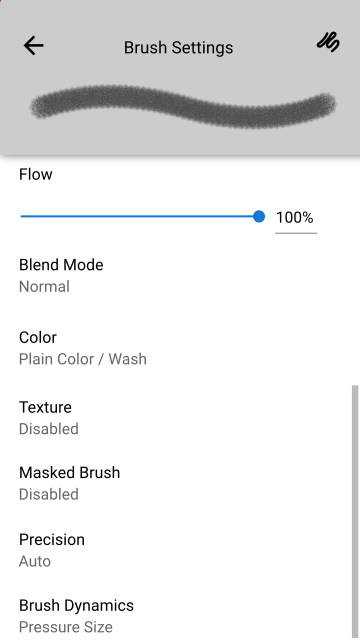 Brush Settings
Flow
100%
Blend Mode
Normal
Color
Plain Color / Wash
Texture
Disabled
Masked Brush
Disabled
Precision
Auto
Brush Dynamics
Pressure Size